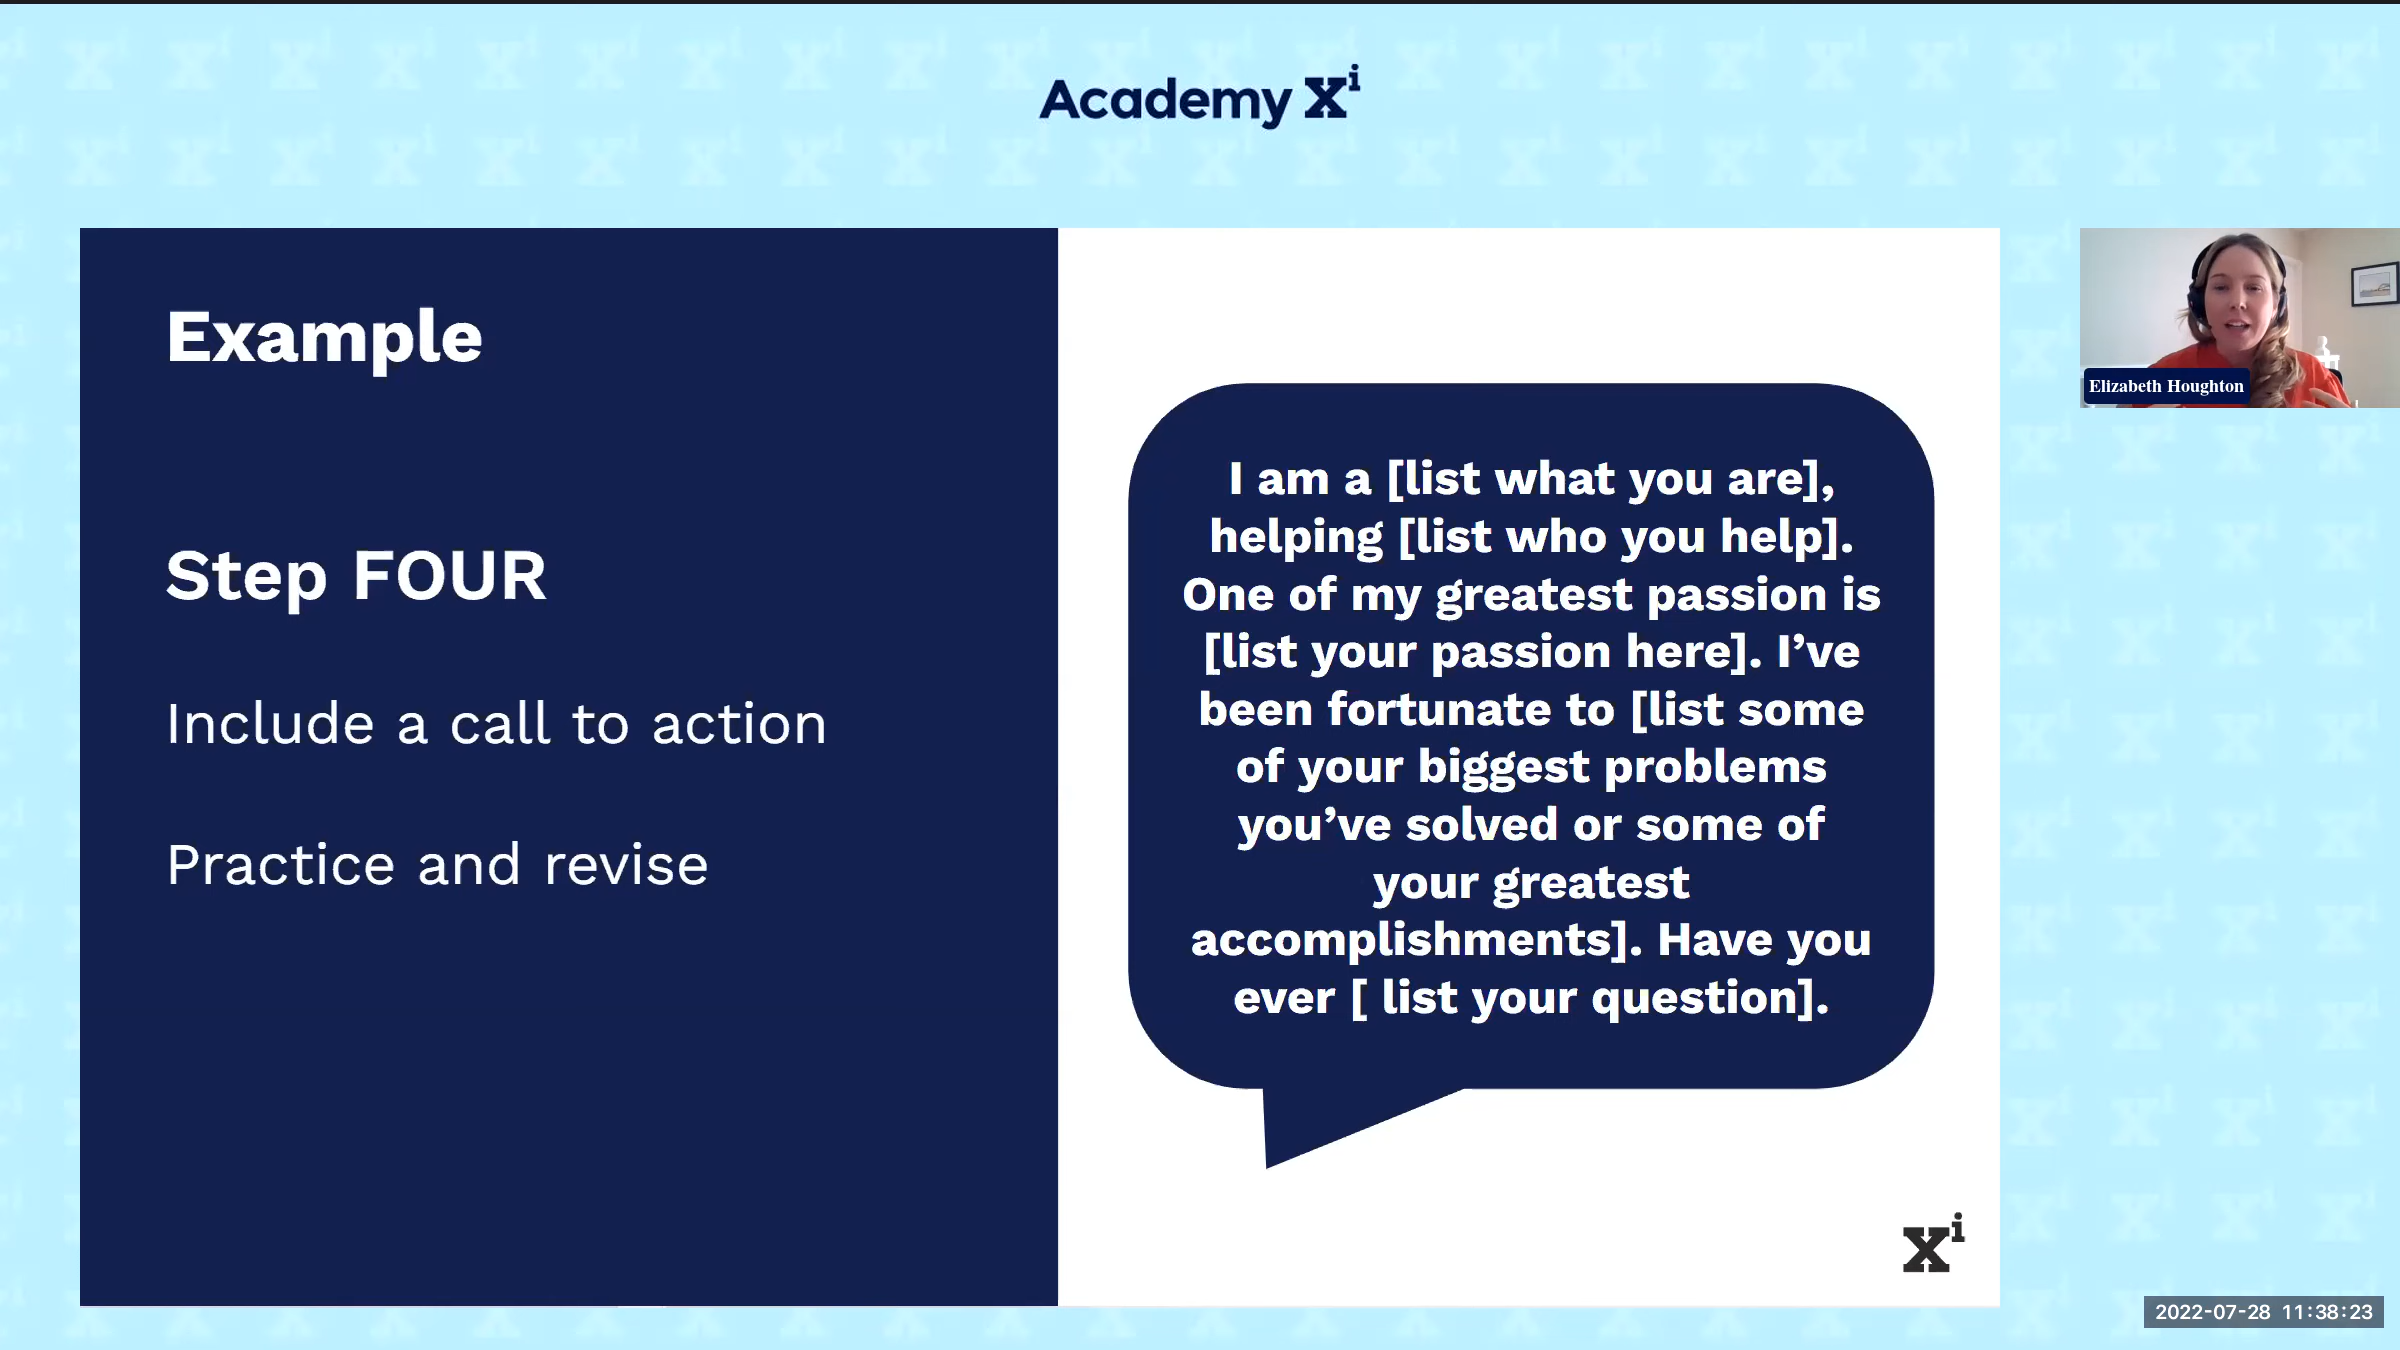 Academy Xi
Example
Step FOUR
Include a call to action
Practice and revise
I am a [list what you are],
helping [list who you help].
One of my greatest passion is
[list your passion here]. I’ve
been fortunate to [list some
of your biggest problems
you’ve solved or some of
your greatest
accomplishments]. Have you
ever [ list your question].
Xi
Elizabeth Houghton
2022-07-28 11:38:23